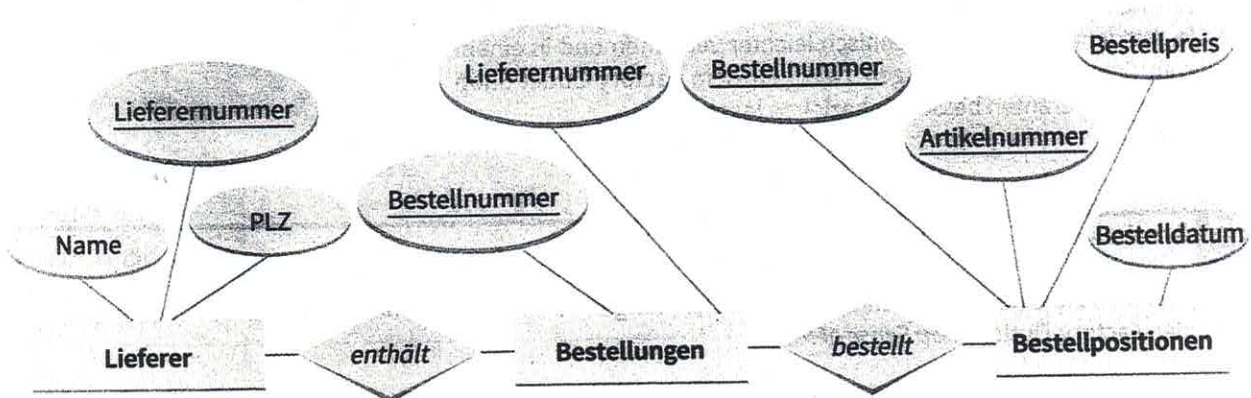 Bestellpreis
Lieferernummer
Bestellnummer
Lieferernummer
Artikelnummer
Bestellnummer
PLZ
Name
Bestelldatum
Lieferer
enthält
Bestellungen
bestellt
Bestellpositionen